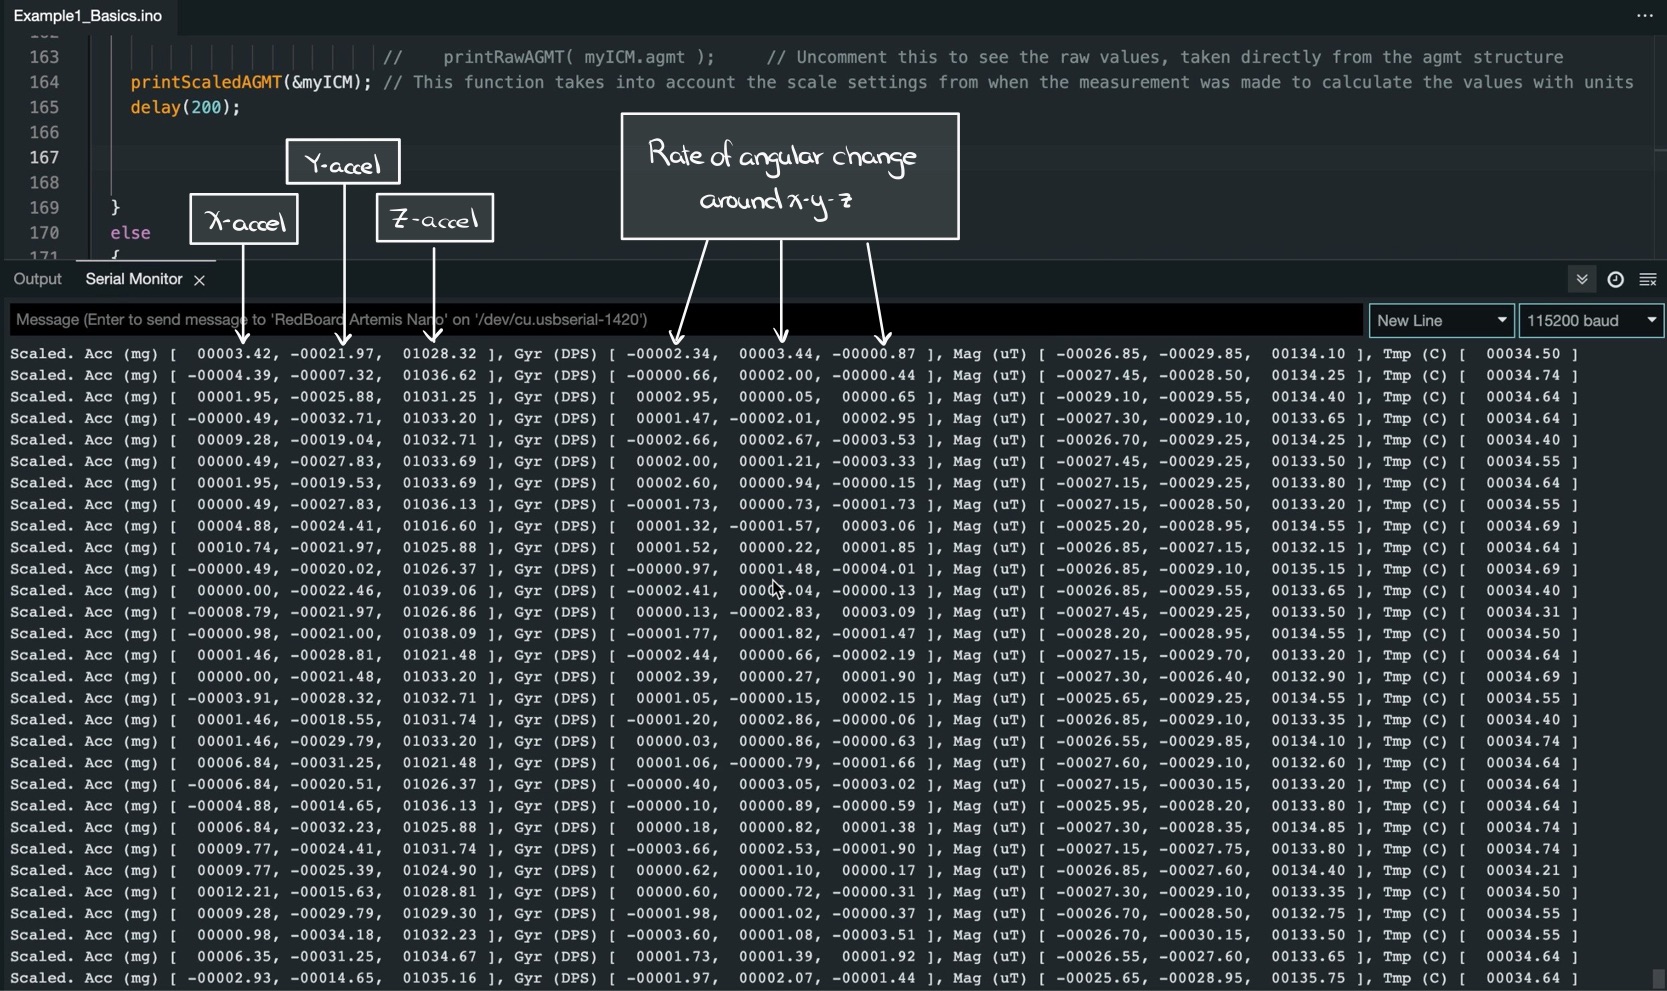 Example1_Basics.ino
163 // printRawAGMT( myICM.agmt ); // Uncomment this to see the raw values, taken directly from the agmt structure
164 printScaledAGMT(&myICM); // This function takes into account the scale settings from when the measurement was made to calculate the values with units
165 delay(200);
166
167
168
169 }
170 else
171 {
Y-accel
X-accel
Z-accel
Rate of angular change
around x-y-z
Output Serial Monitor
Message (Enter to send message to 'RedBoard Artemis Nano' on '/dev/cu.usbserial-1420')
New Line
115200 baud
Scaled. Acc (mg) [ 00003.42, -00021.97, 01028.32 ], Gyr (DPS) [ -00002.34, 00003.44, -00000.87 ], Mag (uT) [ -00026.85, -00029.85, 00134.10 ], Tmp (C) [ 00034.50 ]
Scaled. Acc (mg) [ -00004.39, -00007.32, 01036.62 ], Gyr (DPS) [ -00000.66, 00002.00, -00000.44 ], Mag (uT) [ -00027.45, -00028.50, 00134.25 ], Tmp (C) [ 00034.74 ]
Scaled. Acc (mg) [ 00001.95, -00025.88, 01031.25 ], Gyr (DPS) [ 00002.95, 00000.05, 00000.65 ], Mag (uT) [ -00029.10, -00029.55, 00134.40 ], Tmp (C) [ 00034.64 ]
Scaled. Acc (mg) [ -00000.49, -00032.71, 01033.20 ], Gyr (DPS) [ 00001.47, -00002.01, 00002.95 ], Mag (uT) [ -00027.30, -00029.10, 00133.65 ], Tmp (C) [ 00034.64 ]
Scaled. Acc (mg) [ 00009.28, -00019.04, 01032.71 ], Gyr (DPS) [ -00002.66, 00002.67, -00003.53 ], Mag (uT) [ -00026.70, -00029.25, 00134.25 ], Tmp (C) [ 00034.40 ]
Scaled. Acc (mg) [ 00000.49, -00027.83, 01033.69 ], Gyr (DPS) [ 00002.00, 00001.21, -00003.33 ], Mag (uT) [ -00027.45, -00029.25, 00133.50 ], Tmp (C) [ 00034.55 ]
Scaled. Acc (mg) [ 00001.95, -00019.53, 01033.69 ], Gyr (DPS) [ 00002.60, 00000.94, -00000.15 ], Mag (uT) [ -00027.15, -00029.25, 00133.80 ], Tmp (C) [ 00034.64 ]
Scaled. Acc (mg) [ 00000.49, -00027.83, 01036.13 ], Gyr (DPS) [ -00001.73, 00000.73, -00001.73 ], Mag (uT) [ -00027.15, -00028.50, 00133.20 ], Tmp (C) [ 00034.55 ]
Scaled. Acc (mg) [ 00004.88, -00024.41, 01016.60 ], Gyr (DPS) [ 00001.32, -00001.57, 00003.06 ], Mag (uT) [ -00025.20, -00028.95, 00134.55 ], Tmp (C) [ 00034.69 ]
Scaled. Acc (mg) [ 00010.74, -00021.97, 01025.88 ], Gyr (DPS) [ 00001.52, 00000.22, 00001.85 ], Mag (uT) [ -00026.85, -00027.15, 00132.15 ], Tmp (C) [ 00034.64 ]
Scaled. Acc (mg) [ -00000.49, -00020.02, 01026.37 ], Gyr (DPS) [ -00000.97, 00001.48, -00004.01 ], Mag (uT) [ -00026.85, -00029.10, 00135.15 ], Tmp (C) [ 00034.69 ]
Scaled. Acc (mg) [ 00000.00, -00022.46, 01039.06 ], Gyr (DPS) [ -00002.41, -00000.13 ], Mag (uT) [ -00026.85, -00029.55, 00133.65 ], Tmp (C) [ 00034.40 ]
Scaled. Acc (mg) [ -00008.79, -00021.97, 01026.86 ], Gyr (DPS) [ 00000.13, -00002.83, 00003.09 ], Mag (uT) [ -00027.45, -00029.25, 00133.50 ], Tmp (C) [ 00034.31 ]
Scaled. Acc (mg) [ -00000.98, -00021.00, 01038.09 ], Gyr (DPS) [ -00001.77, 00001.82, -00001.47 ], Mag (uT) [ -00028.20, -00028.95, 00134.55 ], Tmp (C) [ 00034.50 ]
Scaled. Acc (mg) [ 00001.46, -00028.81, 01021.48 ], Gyr (DPS) [ -00002.44, 00000.66, -00002.19 ], Mag (uT) [ -00027.15, -00029.70, 00133.20 ], Tmp (C) [ 00034.64 ]
Scaled. Acc (mg) [ 00000.00, -00021.48, 01033.20 ], Gyr (DPS) [ 00002.39, 00000.27, 00001.90 ], Mag (uT) [ -00027.30, -00026.40, 00132.90 ], Tmp (C) [ 00034.69 ]
Scaled. Acc (mg) [ -00003.91, -00028.32, 01032.71 ], Gyr (DPS) [ 00001.05, -00000.15, 00002.15 ], Mag (uT) [ -00025.65, -00029.25, 00134.55 ], Tmp (C) [ 00034.55 ]
Scaled. Acc (mg) [ 00001.46, -00018.55, 01031.74 ], Gyr (DPS) [ -00001.20, 00002.86, -00000.06 ], Mag (uT) [ -00026.85, -00029.10, 00133.35 ], Tmp (C) [ 00034.40 ]
Scaled. Acc (mg) [ 00001.46, -00029.79, 01033.20 ], Gyr (DPS) [ 00000.03, 00000.86, -00000.63 ], Mag (uT) [ -00026.55, -00029.85, 00134.10 ], Tmp (C) [ 00034.74 ]
Scaled. Acc (mg) [ 00006.84, -00031.25, 01021.48 ], Gyr (DPS) [ 00001.06, -00000.79, -00001.66 ], Mag (uT) [ -00027.60, -00029.10, 00132.60 ], Tmp (C) [ 00034.64 ]
Scaled. Acc (mg) [ -00006.84, -00020.51, 01026.37 ], Gyr (DPS) [ -00000.40, 00003.05, -00003.02 ], Mag (uT) [ -00027.15, -00030.15, 00133.20 ], Tmp (C) [ 00034.64 ]
Scaled. Acc (mg) [ -00004.88, -00014.65, 01036.13 ], Gyr (DPS) [ -00000.10, 00000.89, -00000.59 ], Mag (uT) [ -00025.95, -00028.20, 00133.80 ], Tmp (C) [ 00034.64 ]
Scaled. Acc (mg) [ 00006.84, -00032.23, 01025.88 ], Gyr (DPS) [ 00000.18, 00000.82, 00001.38 ], Mag (uT) [ -00027.30, -00028.35, 00134.85 ], Tmp (C) [ 00034.74 ]
Scaled. Acc (mg) [ 00009.77, -00024.41, 01031.74 ], Gyr (DPS) [ -00003.66, 00002.53, -00001.90 ], Mag (uT) [ -00027.15, -00027.75, 00133.80 ], Tmp (C) [ 00034.74 ]
Scaled. Acc (mg) [ 00009.77, -00025.39, 01024.90 ], Gyr (DPS) [ 00000.62, 00001.10, 00000.17 ], Mag (uT) [ -00026.85, -00027.60, 00134.40 ], Tmp (C) [ 00034.21 ]
Scaled. Acc (mg) [ 00012.21, -00015.63, 01028.81 ], Gyr (DPS) [ 00000.60, 00000.72, -00000.31 ], Mag (uT) [ -00027.30, -00029.10, 00133.35 ], Tmp (C) [ 00034.50 ]
Scaled. Acc (mg) [ 00009.28, -00029.79, 01029.30 ], Gyr (DPS) [ -00001.98, 00001.02, -00000.37 ], Mag (uT) [ -00026.70, -00028.50, 00132.75 ], Tmp (C) [ 00034.55 ]
Scaled. Acc (mg) [ 00000.98, -00034.18, 01032.23 ], Gyr (DPS) [ -00003.60, 00001.08, -00003.51 ], Mag (uT) [ -00026.70, -00030.15, 00133.50 ], Tmp (C) [ 00034.55 ]
Scaled. Acc (mg) [ 00006.35, -00031.25, 01034.67 ], Gyr (DPS) [ 00001.73, 00001.39, 00001.92 ], Mag (uT) [ -00026.55, -00027.60, 00133.65 ], Tmp (C) [ 00034.64 ]
Scaled. Acc (mg) [ -00002.93, -00014.65, 01035.16 ], Gyr (DPS) [ -00001.97, 00002.07, -00001.44 ], Mag (uT) [ -00025.65, -00028.95, 00135.75 ], Tmp (C) [ 00034.64 ]